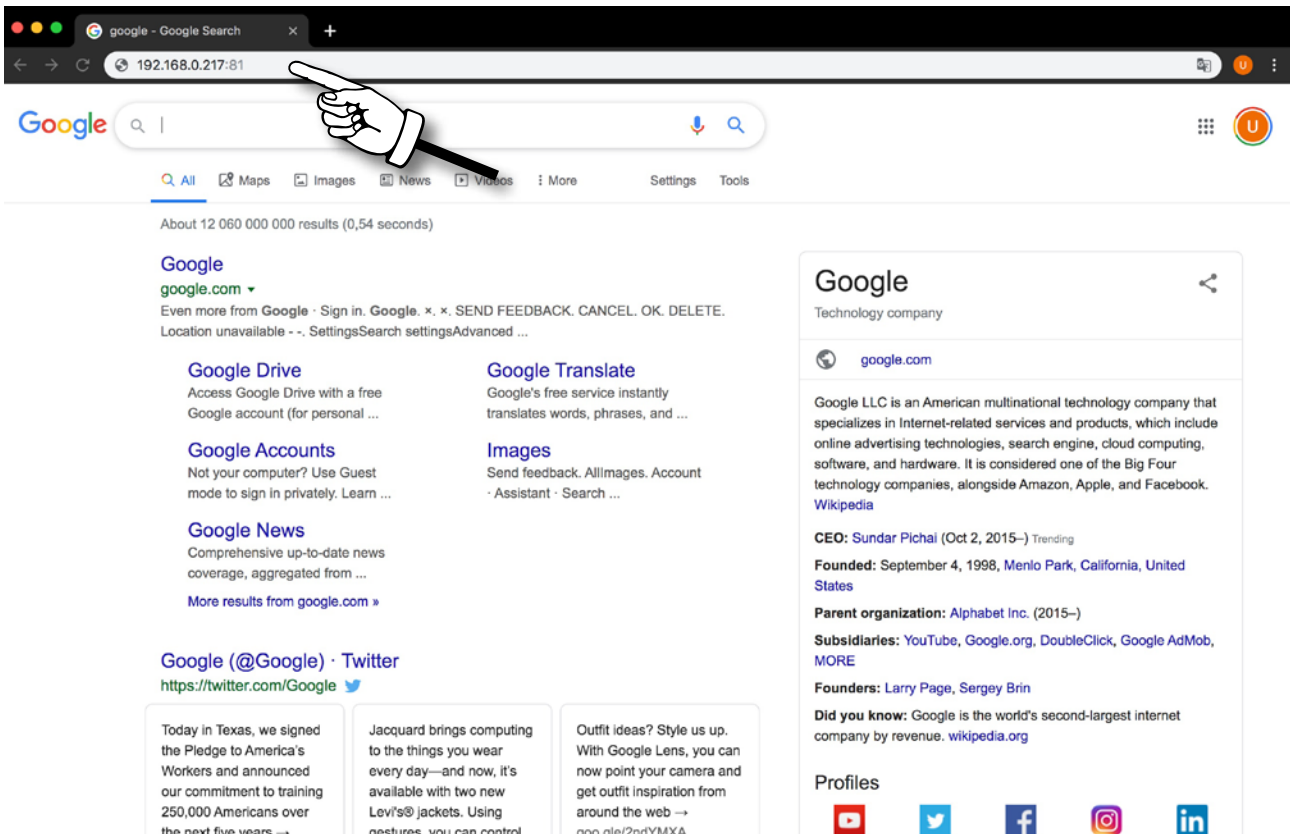 google - Google Search
192.168.0.217:81
U
Google
U
All Maps Images News Videos More Settings Tools
About 12 060 000 000 results (0,54 seconds)
Google
google.com
Even more from Google · Sign in. Google. ×. ×. SEND FEEDBACK. CANCEL. OK. DELETE.
Location unavailable - -. SettingsSearch settingsAdvanced ...
Google Drive
Access Google Drive with a free
Google account (for personal ...
Google Translate
Google's free service instantly
translates words, phrases, and ...
Google Accounts
Not your computer? Use Guest
mode to sign in privately. Learn ...
Images
Send feedback. AllImages. Account
· Assistant · Search ...
Google News
Comprehensive up-to-date news
coverage, aggregated from ...
More results from google.com »
Google (@Google) · Twitter
https://twitter.com/Google
Today in Texas, we signed
the Pledge to America's
Workers and announced
our commitment to training
250,000 Americans over
the next five years →
Jacquard brings computing
to the things you wear
every day—and now, it's
available with two new
Levi's® jackets. Using
gestures, you can control
Outfit ideas? Style us up.
With Google Lens, you can
now point your camera and
get outfit inspiration from
around the web →
goo.gle/2ndYMXA
Google
Technology company
google.com
Google LLC is an American multinational technology company that
specializes in Internet-related services and products, which include
online advertising technologies, search engine, cloud computing,
software, and hardware. It is considered one of the Big Four
technology companies, alongside Amazon, Apple, and Facebook.
Wikipedia
CEO: Sundar Pichai (Oct 2, 2015–) Trending
Founded: September 4, 1998, Menlo Park, California, United
States
Parent organization: Alphabet Inc. (2015–)
Subsidiaries: YouTube, Google.org, DoubleClick, Google AdMob,
MORE
Founders: Larry Page, Sergey Brin
Did you know: Google is the world's second-largest internet
company by revenue. wikipedia.org
Profiles